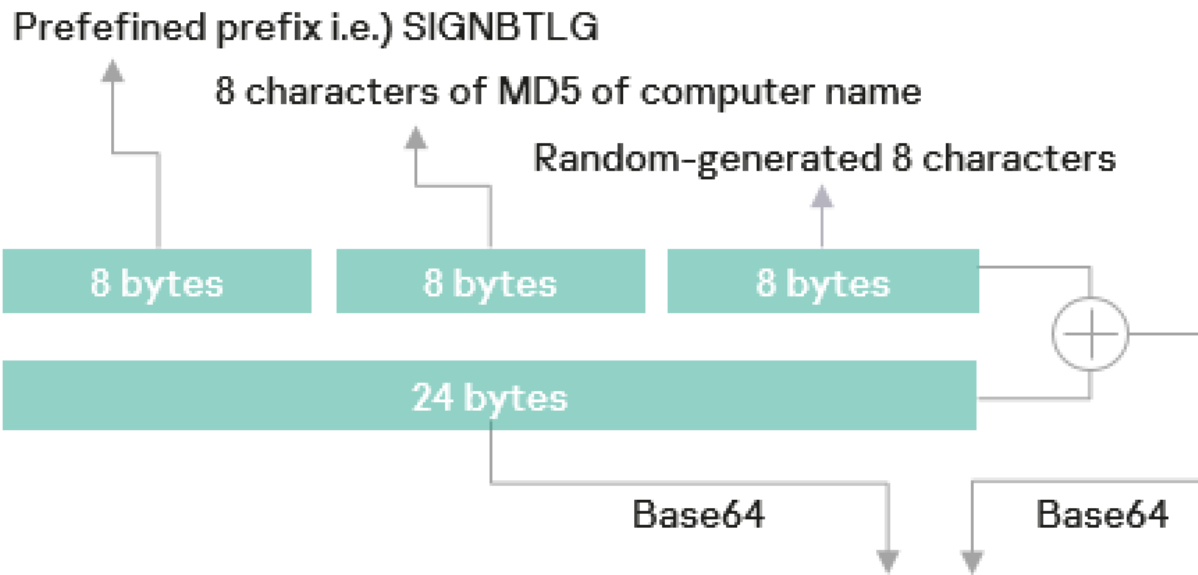 Prefefined prefix i.e.) SIGNBTLG
8 characters of MD5 of computer name
Random-generated 8 characters
8 bytes
8 bytes
8 bytes
24 bytes
Base64
Base64